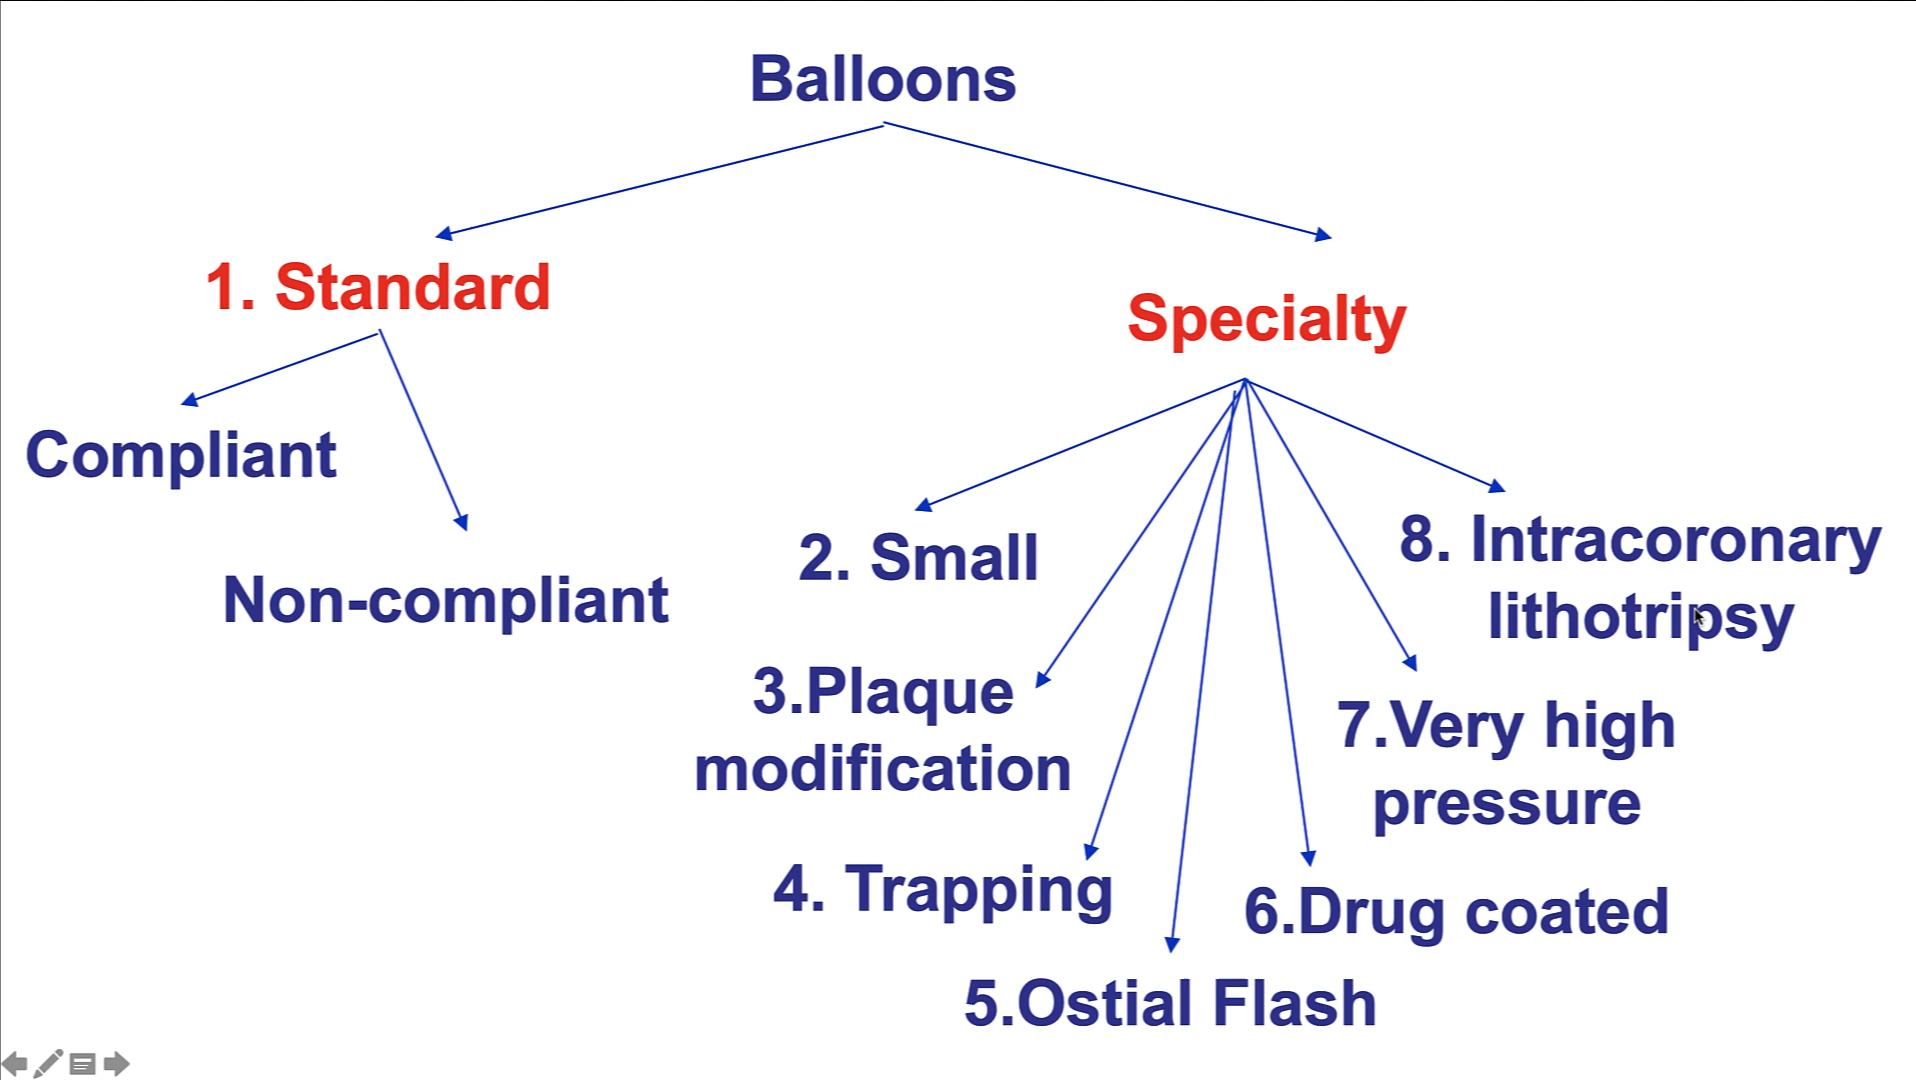 Balloons
1. Standard
Specialty
Compliant
Non-compliant
2. Small
3.Plaque
modification
4. Trapping
5.Ostial Flash
6.Drug coated
7.Very high
pressure
8. Intracoronary
lithotripsy